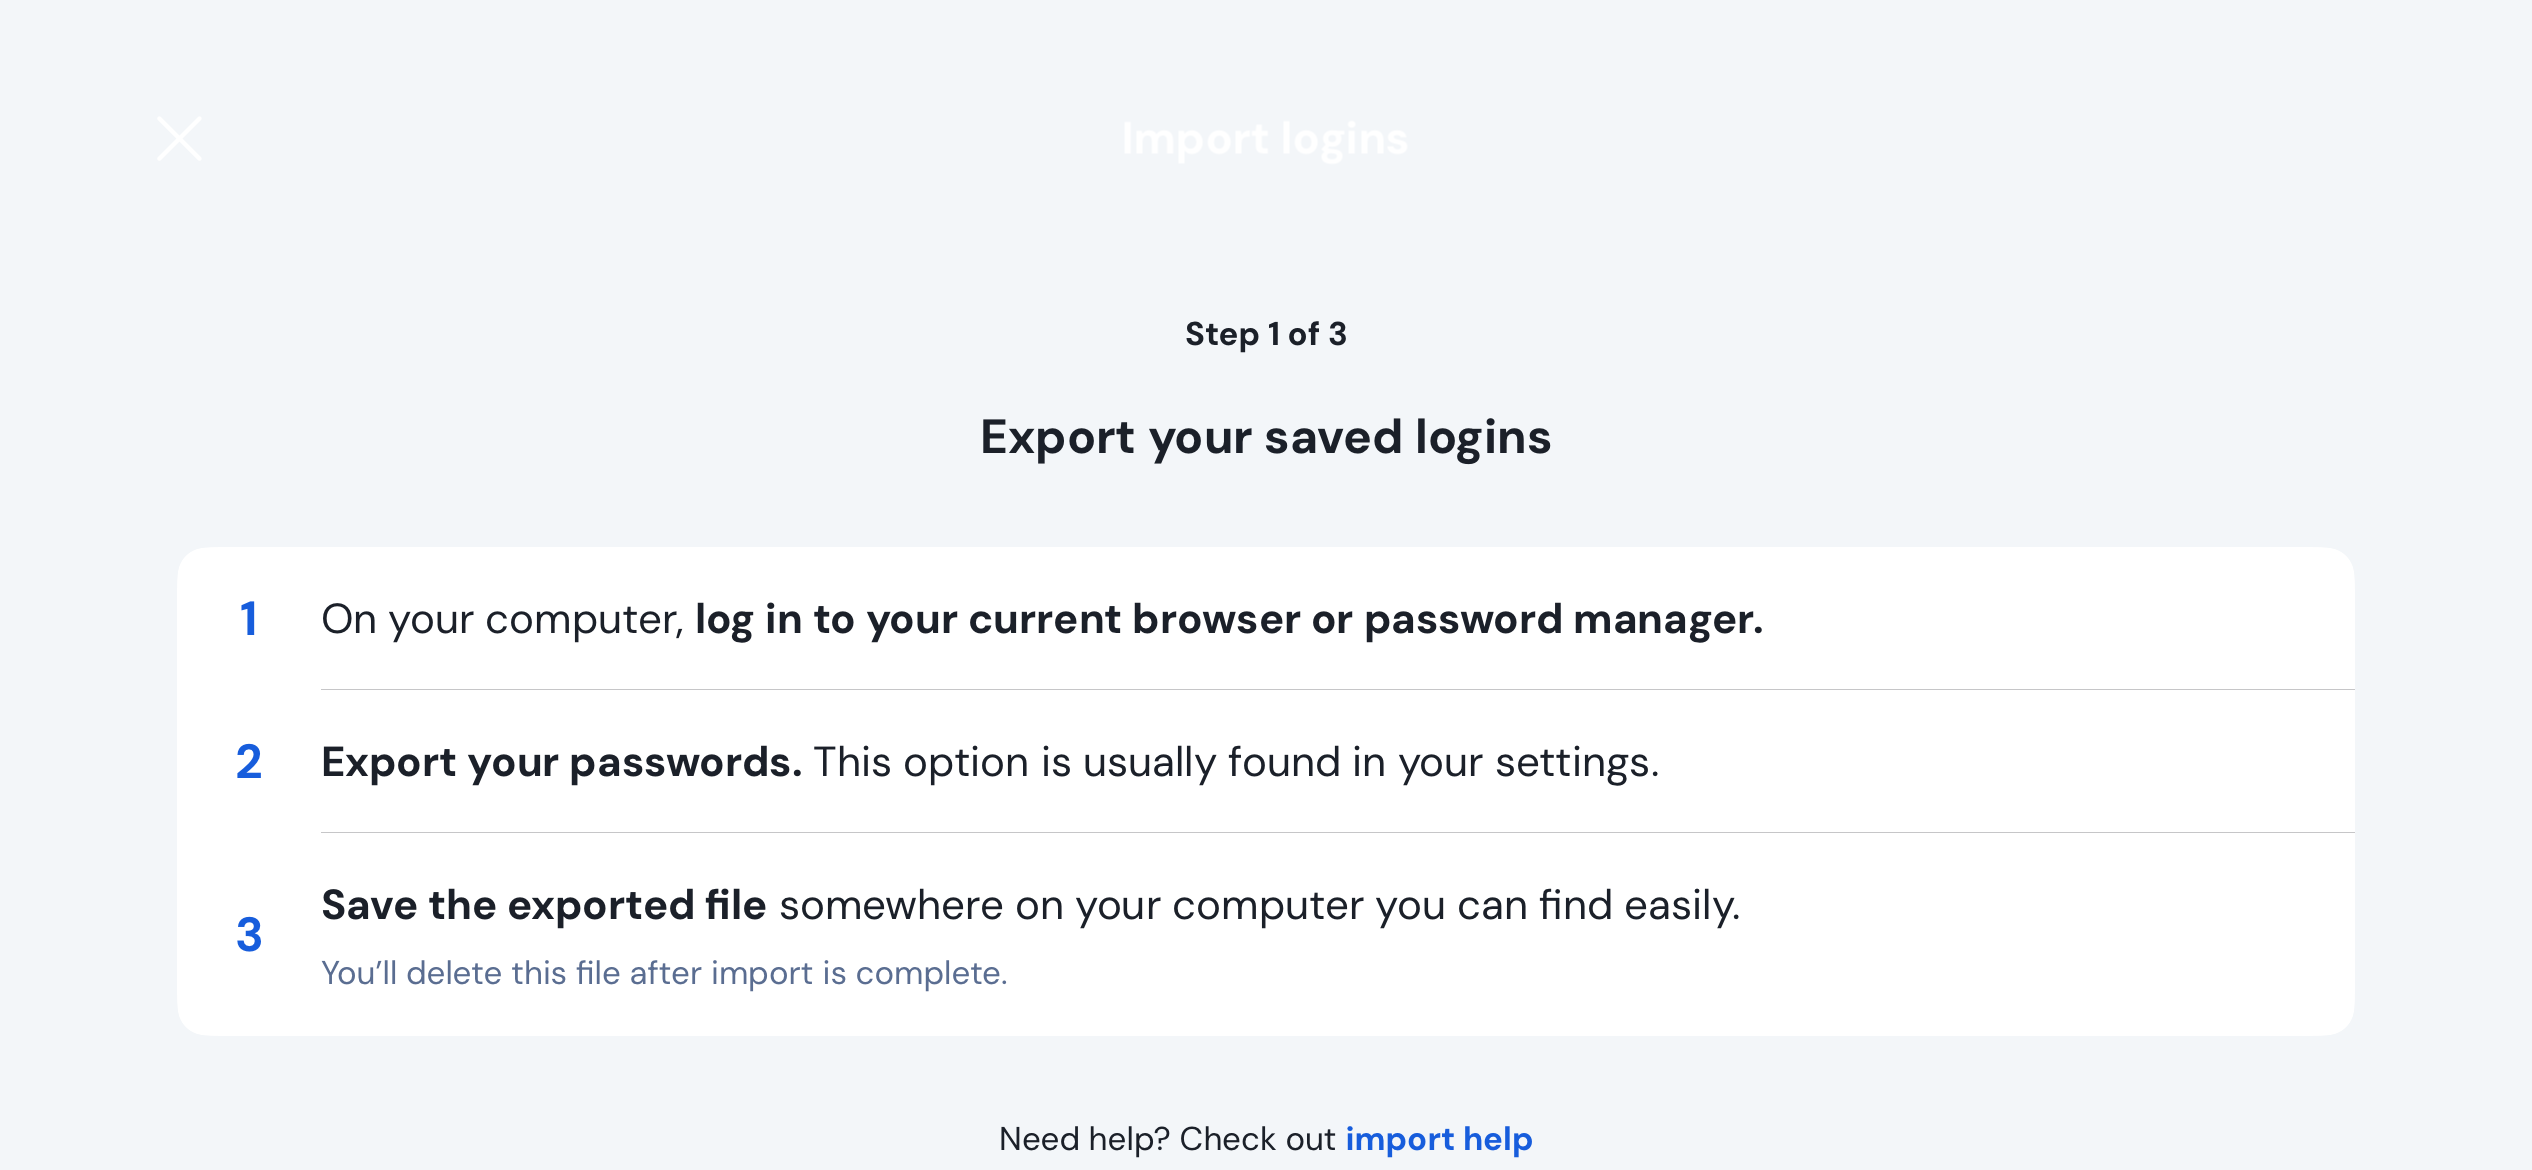 Import logins
Step 1 of 3
Export your saved logins
1 On your computer, log in to your current browser or password manager.
2 Export your passwords. This option is usually found in your settings.
3 Save the exported file somewhere on your computer you can find easily.
You’ll delete this file after import is complete.
Need help? Check out import help